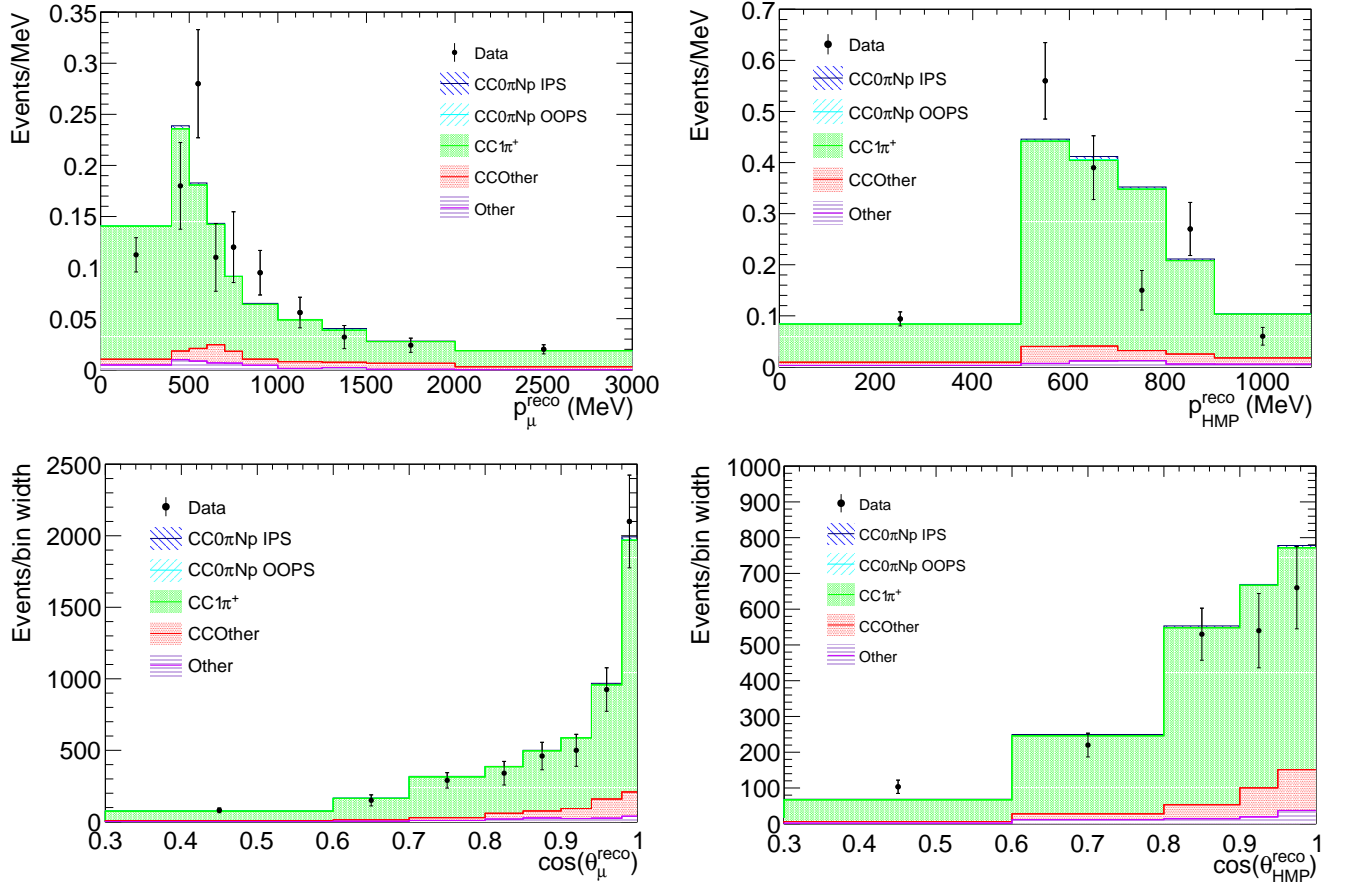 Events/MeV
0.35
0.3
0.25
0.2
0.15
0.1
0.05
0
Data
CC0πNp IPS
CC0πNp OOPS
CC1π⁺
CCOther
Other
0 500 1000 1500 2000 2500 3000
p_μ^reco (MeV)
Events/MeV
0.7
0.6
0.5
0.4
0.3
0.2
0.1
0
Data
CC0πNp IPS
CC0πNp OOPS
CC1π⁺
CCOther
Other
0 200 400 600 800 1000
p_HMP^reco (MeV)
Events/bin width
2500
2000
1500
1000
500
0
Data
CC0πNp IPS
CC0πNp OOPS
CC1π⁺
CCOther
Other
0.3 0.4 0.5 0.6 0.7 0.8 0.9 1
cos(θ_μ^reco)
Events/bin width
1000
900
800
700
600
500
400
300
200
100
0
Data
CC0πNp IPS
CC0πNp OOPS
CC1π⁺
CCOther
Other
0.3 0.4 0.5 0.6 0.7 0.8 0.9 1
cos(θ_HMP^reco)